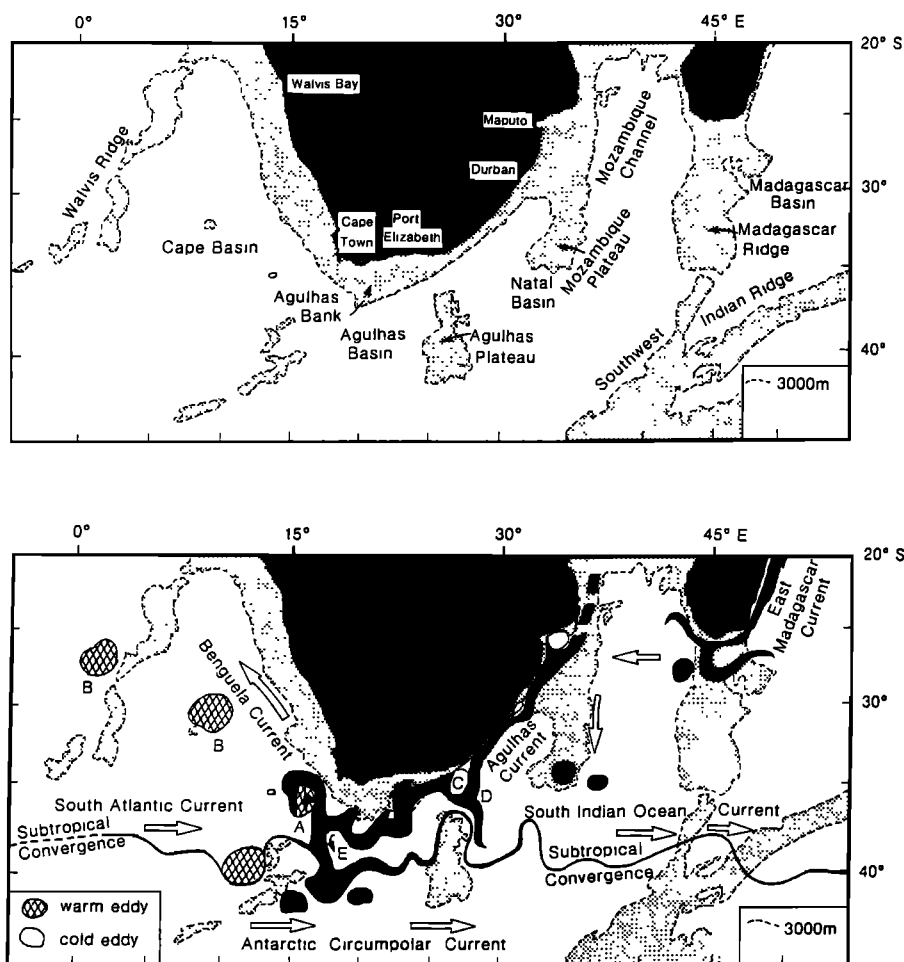 0°
15°
30°
45° E
20° S
Walvis Bay
Maputo
Mozambique
Channel
Durban
Walvis Ridge
Madagascar
Basin
30°
Cape Basin
Cape
Town
Port
Elizabeth
Madagascar
Ridge
Mozambique
Plateau
Natal
Basin
Agulhas
Bank
Agulhas
Basin
Agulhas
Plateau
Southwest
Indian Ridge
40°
3000m
0°
15°
30°
45° E
20° S
East
Madagascar
Current
B
Benguela Current
B
30°
Agulhas
Current
C
D
A
South Atlantic Current
South Indian Ocean Current
Subtropical
Convergence
E
Subtropical
Convergence
40°
warm eddy
cold eddy
Antarctic Circumpolar Current
3000m